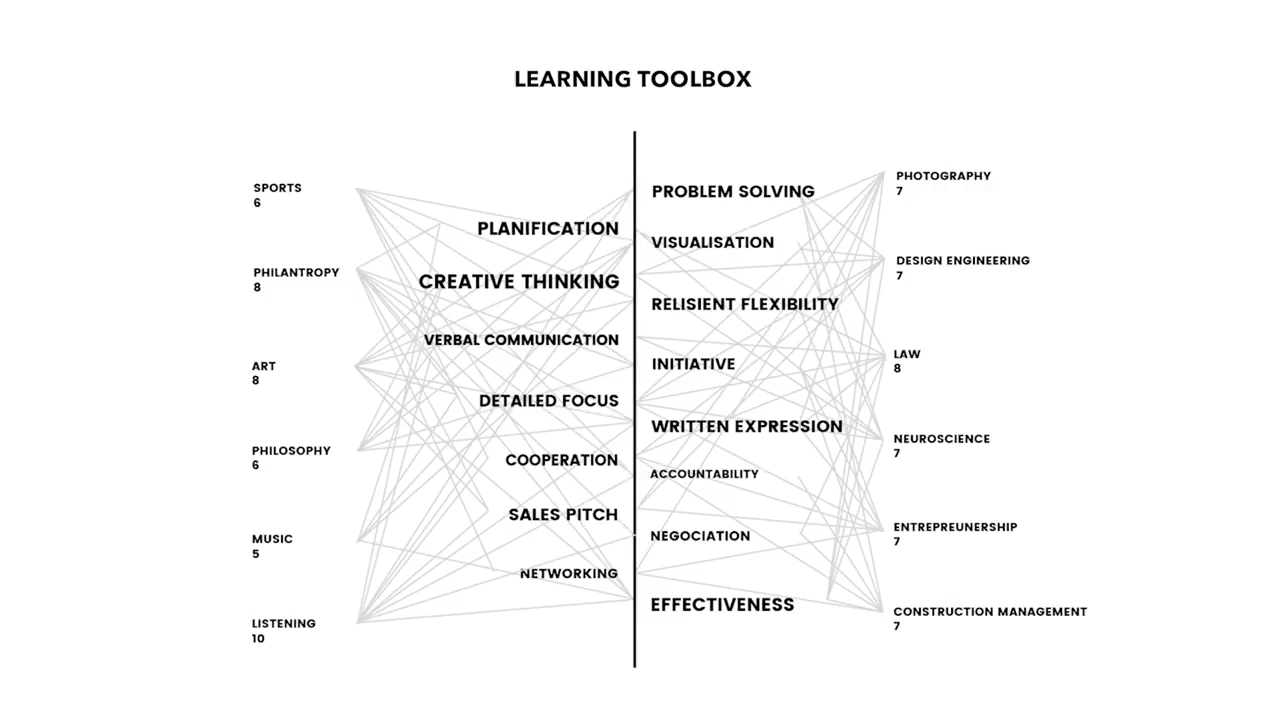 LEARNING TOOLBOX
SPORTS
6
PHILANTROPY
8
ART
8
PHILOSOPHY
6
MUSIC
5
LISTENING
10
PLANIFICATION
CREATIVE THINKING
VERBAL COMMUNICATION
DETAILED FOCUS
COOPERATION
SALES PITCH
NETWORKING
PROBLEM SOLVING
VISUALISATION
RELISIENT FLEXIBILITY
INITIATIVE
WRITTEN EXPRESSION
ACCOUNTABILITY
NEGOCIATION
EFFECTIVENESS
PHOTOGRAPHY
7
DESIGN ENGINEERING
7
LAW
8
NEUROSCIENCE
7
ENTREPREUNERSHIP
7
CONSTRUCTION MANAGEMENT
7